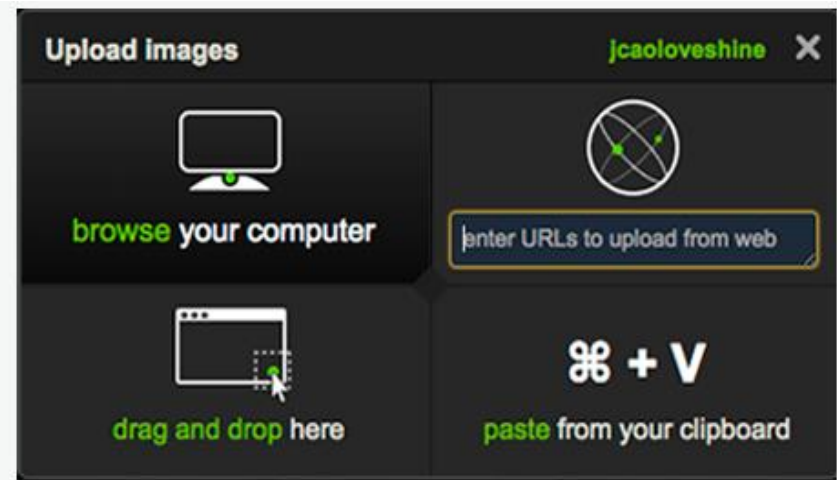 Upload images
jcaoloveshine
browse your computer
enter URLs to upload from web
drag and drop here
⌘ + V
paste from your clipboard